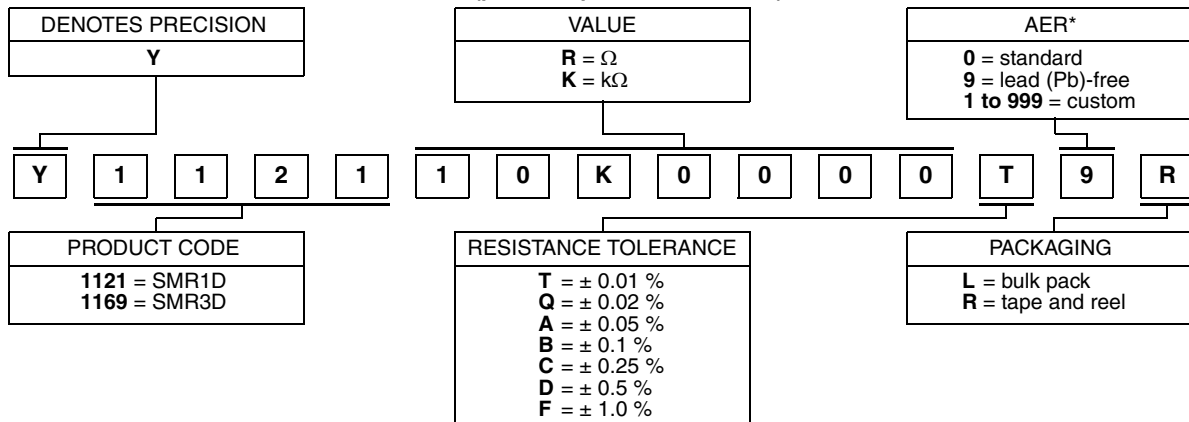 DENOTES PRECISION
Y
VALUE
R = Ω
K = kΩ
AER*
0 = standard
9 = lead (Pb)-free
1 to 999 = custom
Y 1 1 2 1 1 0 K 0 0 0 0 T 9 R
PRODUCT CODE
1121 = SMR1D
1169 = SMR3D
RESISTANCE TOLERANCE
T = ± 0.01 %
Q = ± 0.02 %
A = ± 0.05 %
B = ± 0.1 %
C = ± 0.25 %
D = ± 0.5 %
F = ± 1.0 %
PACKAGING
L = bulk pack
R = tape and reel